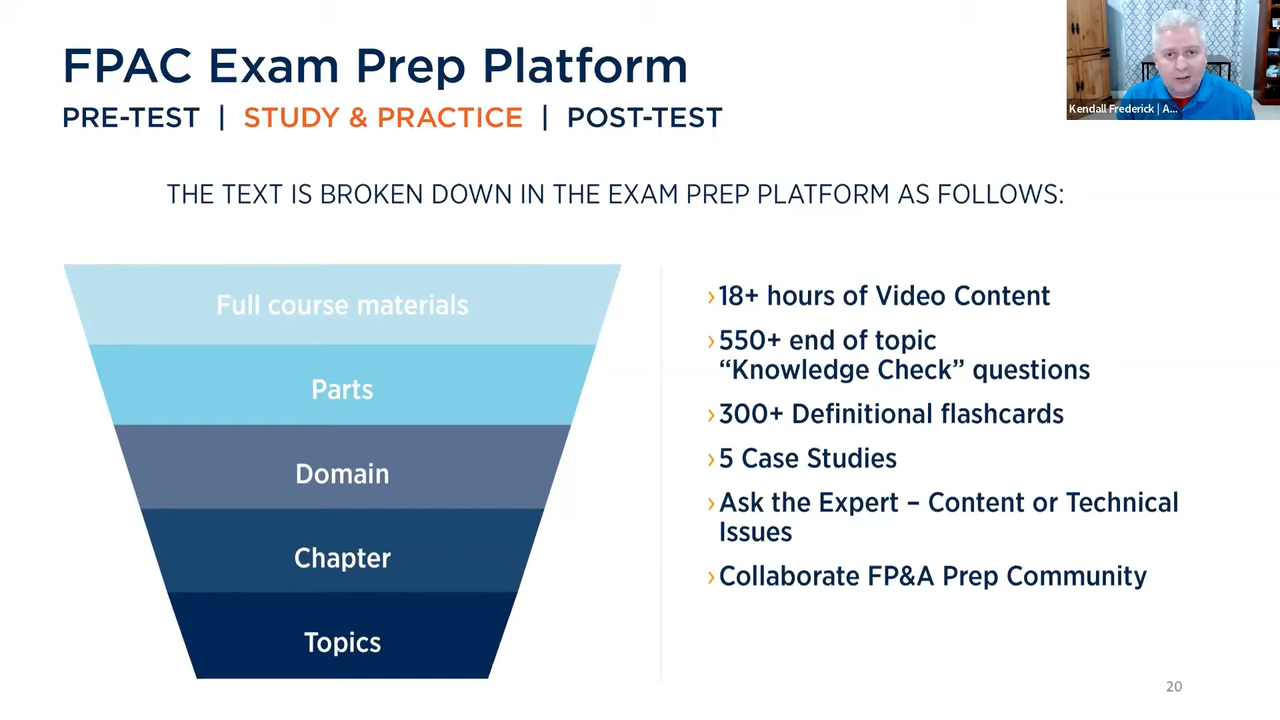 FPAC Exam Prep Platform
PRE-TEST | STUDY & PRACTICE | POST-TEST
Kendall Frederick | A...
THE TEXT IS BROKEN DOWN IN THE EXAM PREP PLATFORM AS FOLLOWS:
Full course materials
Parts
Domain
Chapter
Topics
›18+ hours of Video Content
›550+ end of topic
“Knowledge Check” questions
›300+ Definitional flashcards
›5 Case Studies
›Ask the Expert – Content or Technical
Issues
›Collaborate FP&A Prep Community
20